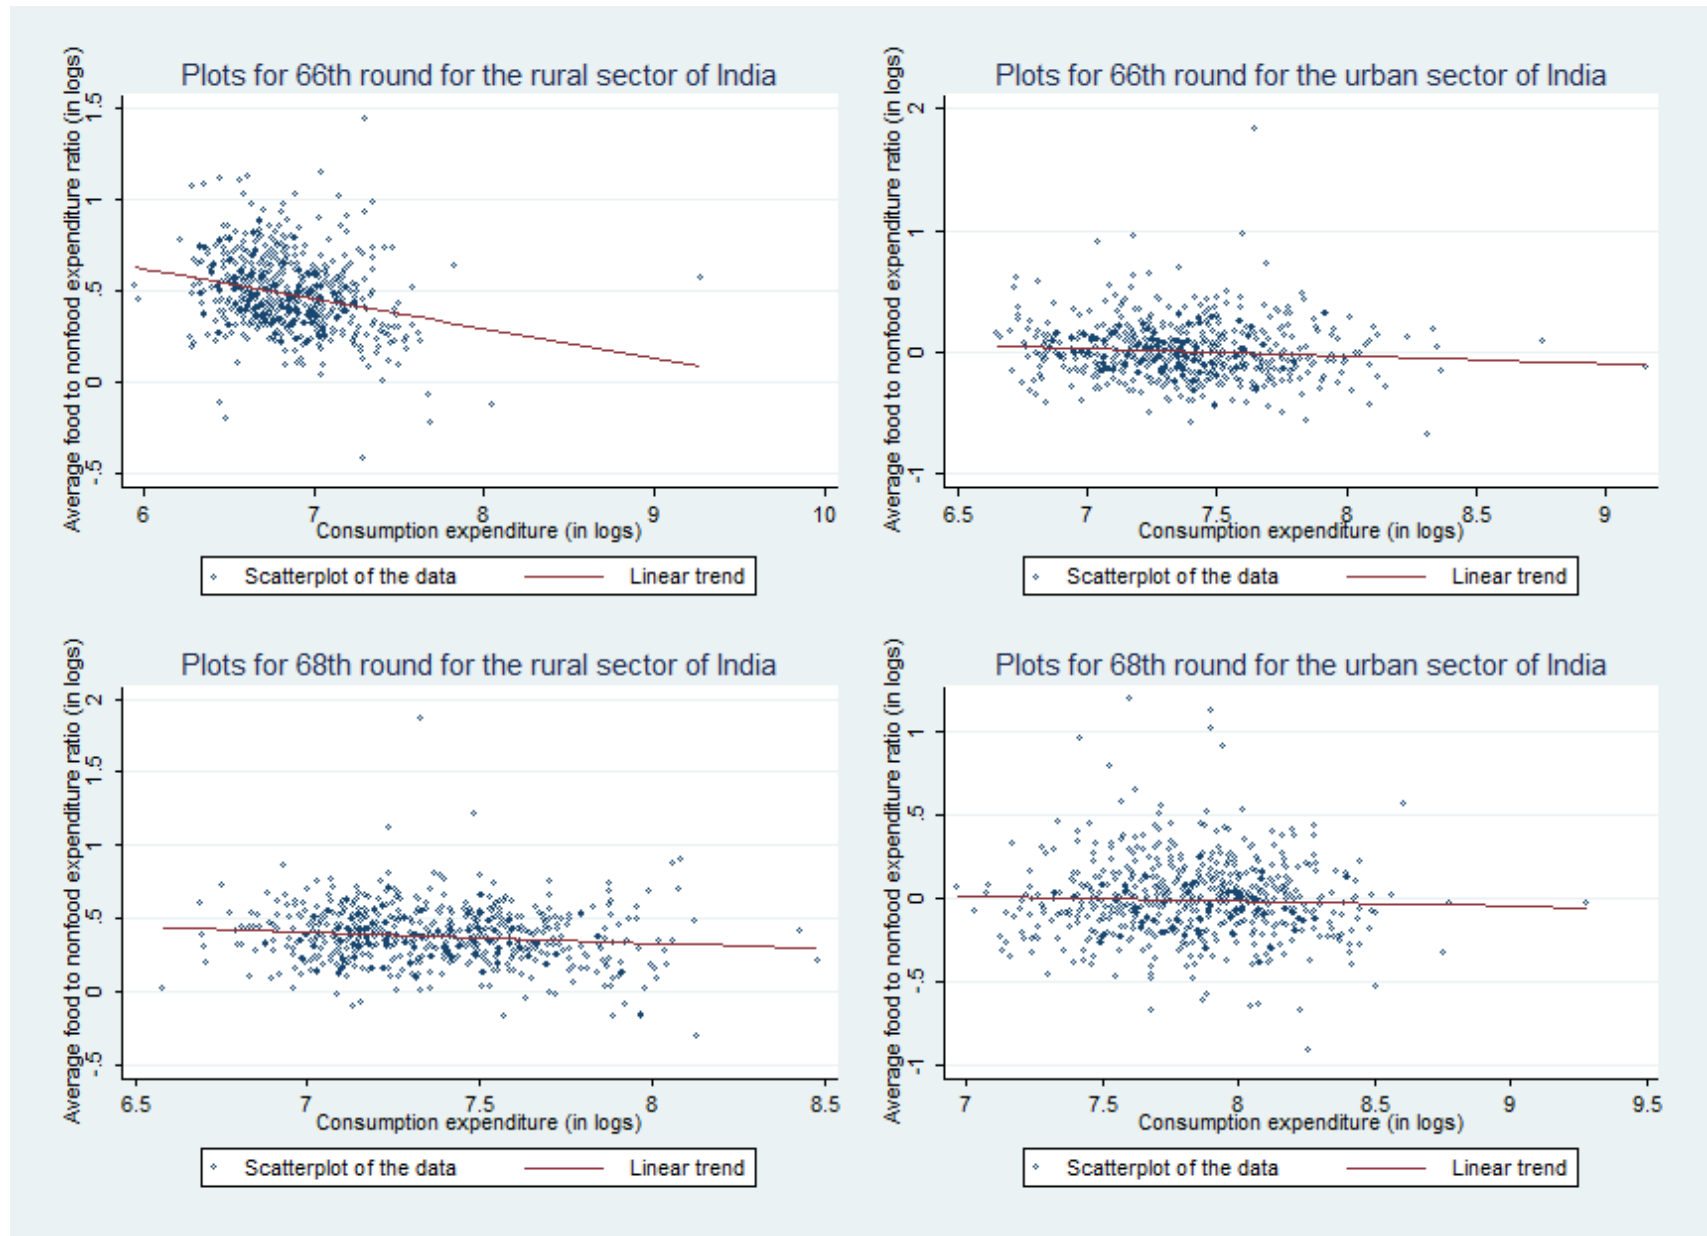 Plots for 66th round for the rural sector of India
Average food to nonfood expenditure ratio (in logs)
1.5
1
.5
0
-.5
6 7 8 9 10
Consumption expenditure (in logs)
Scatterplot of the data Linear trend
Plots for 66th round for the urban sector of India
Average food to nonfood expenditure ratio (in logs)
2
1
0
-1
6.5 7 7.5 8 8.5 9
Consumption expenditure (in logs)
Scatterplot of the data Linear trend
Plots for 68th round for the rural sector of India
Average food to nonfood expenditure ratio (in logs)
2
1.5
1
.5
0
-.5
6.5 7 7.5 8 8.5
Consumption expenditure (in logs)
Scatterplot of the data Linear trend
Plots for 68th round for the urban sector of India
Average food to nonfood expenditure ratio (in logs)
1
.5
0
-.5
-1
7 7.5 8 8.5 9 9.5
Consumption expenditure (in logs)
Scatterplot of the data Linear trend